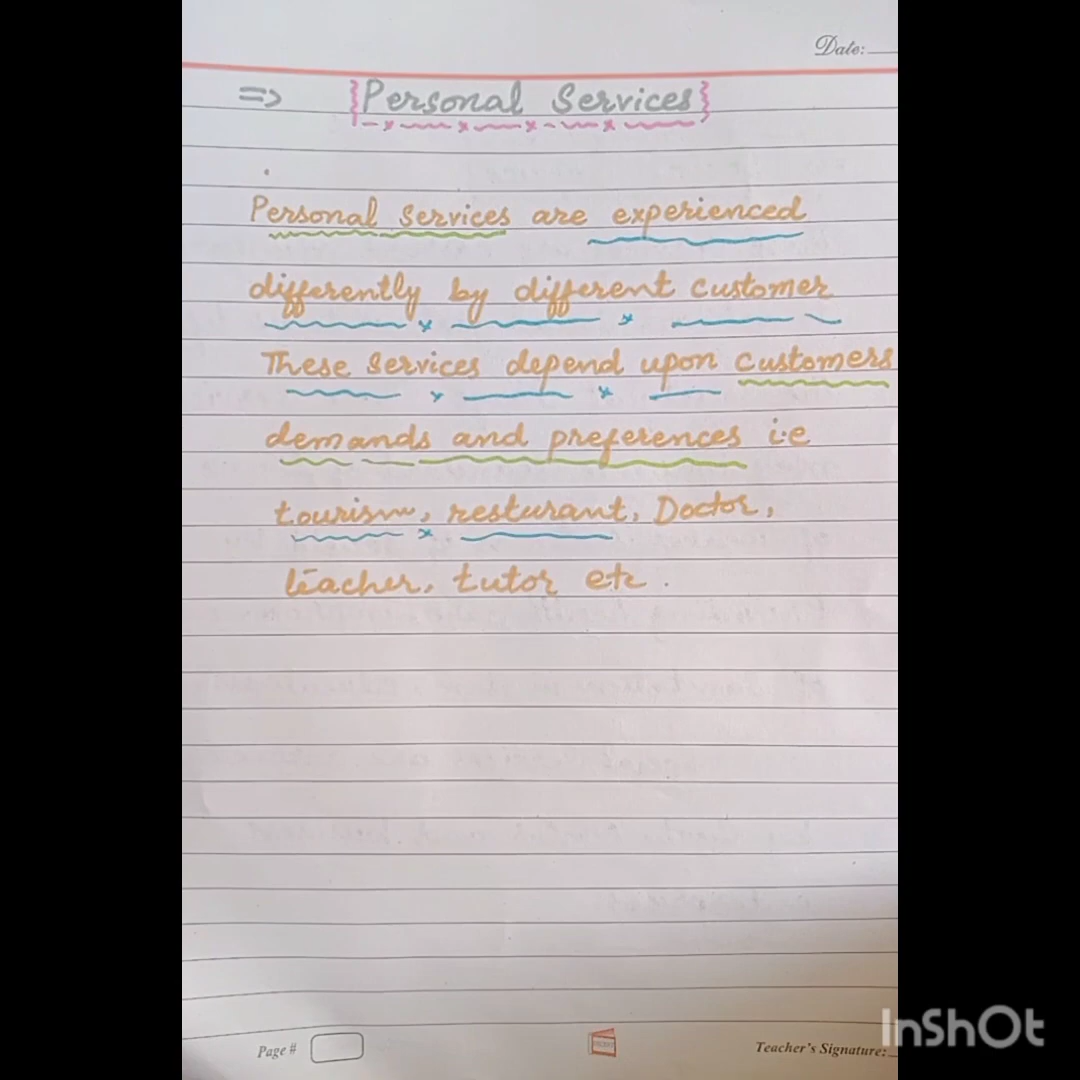 Date:
=> {Personal Services}
Personal Services are experienced
differently by different customer
These services depend upon customers
demands and preferences i.e
tourism, resturant, Doctor,
teacher, tutor etc.
Page #
Teacher's Signature:
InShOt